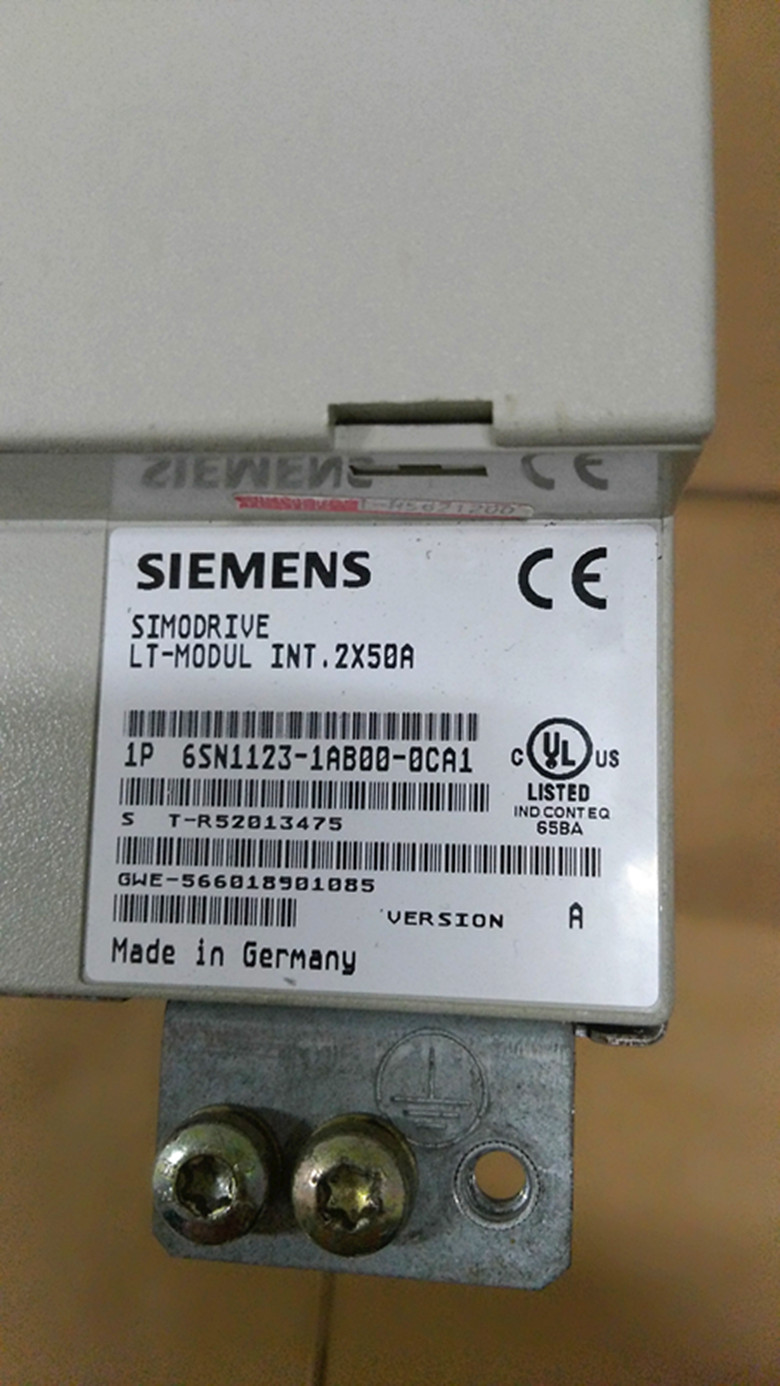 SIEMENS
CE
SIMODRIVE
LT-MODUL INT.2X50A
1P 6SN1123-1AB00-0CA1
C UL US
LISTED
IND.CONT.EQ
65BA
S T-R52013475
GWE-566018901085
VERSION A
Made in Germany